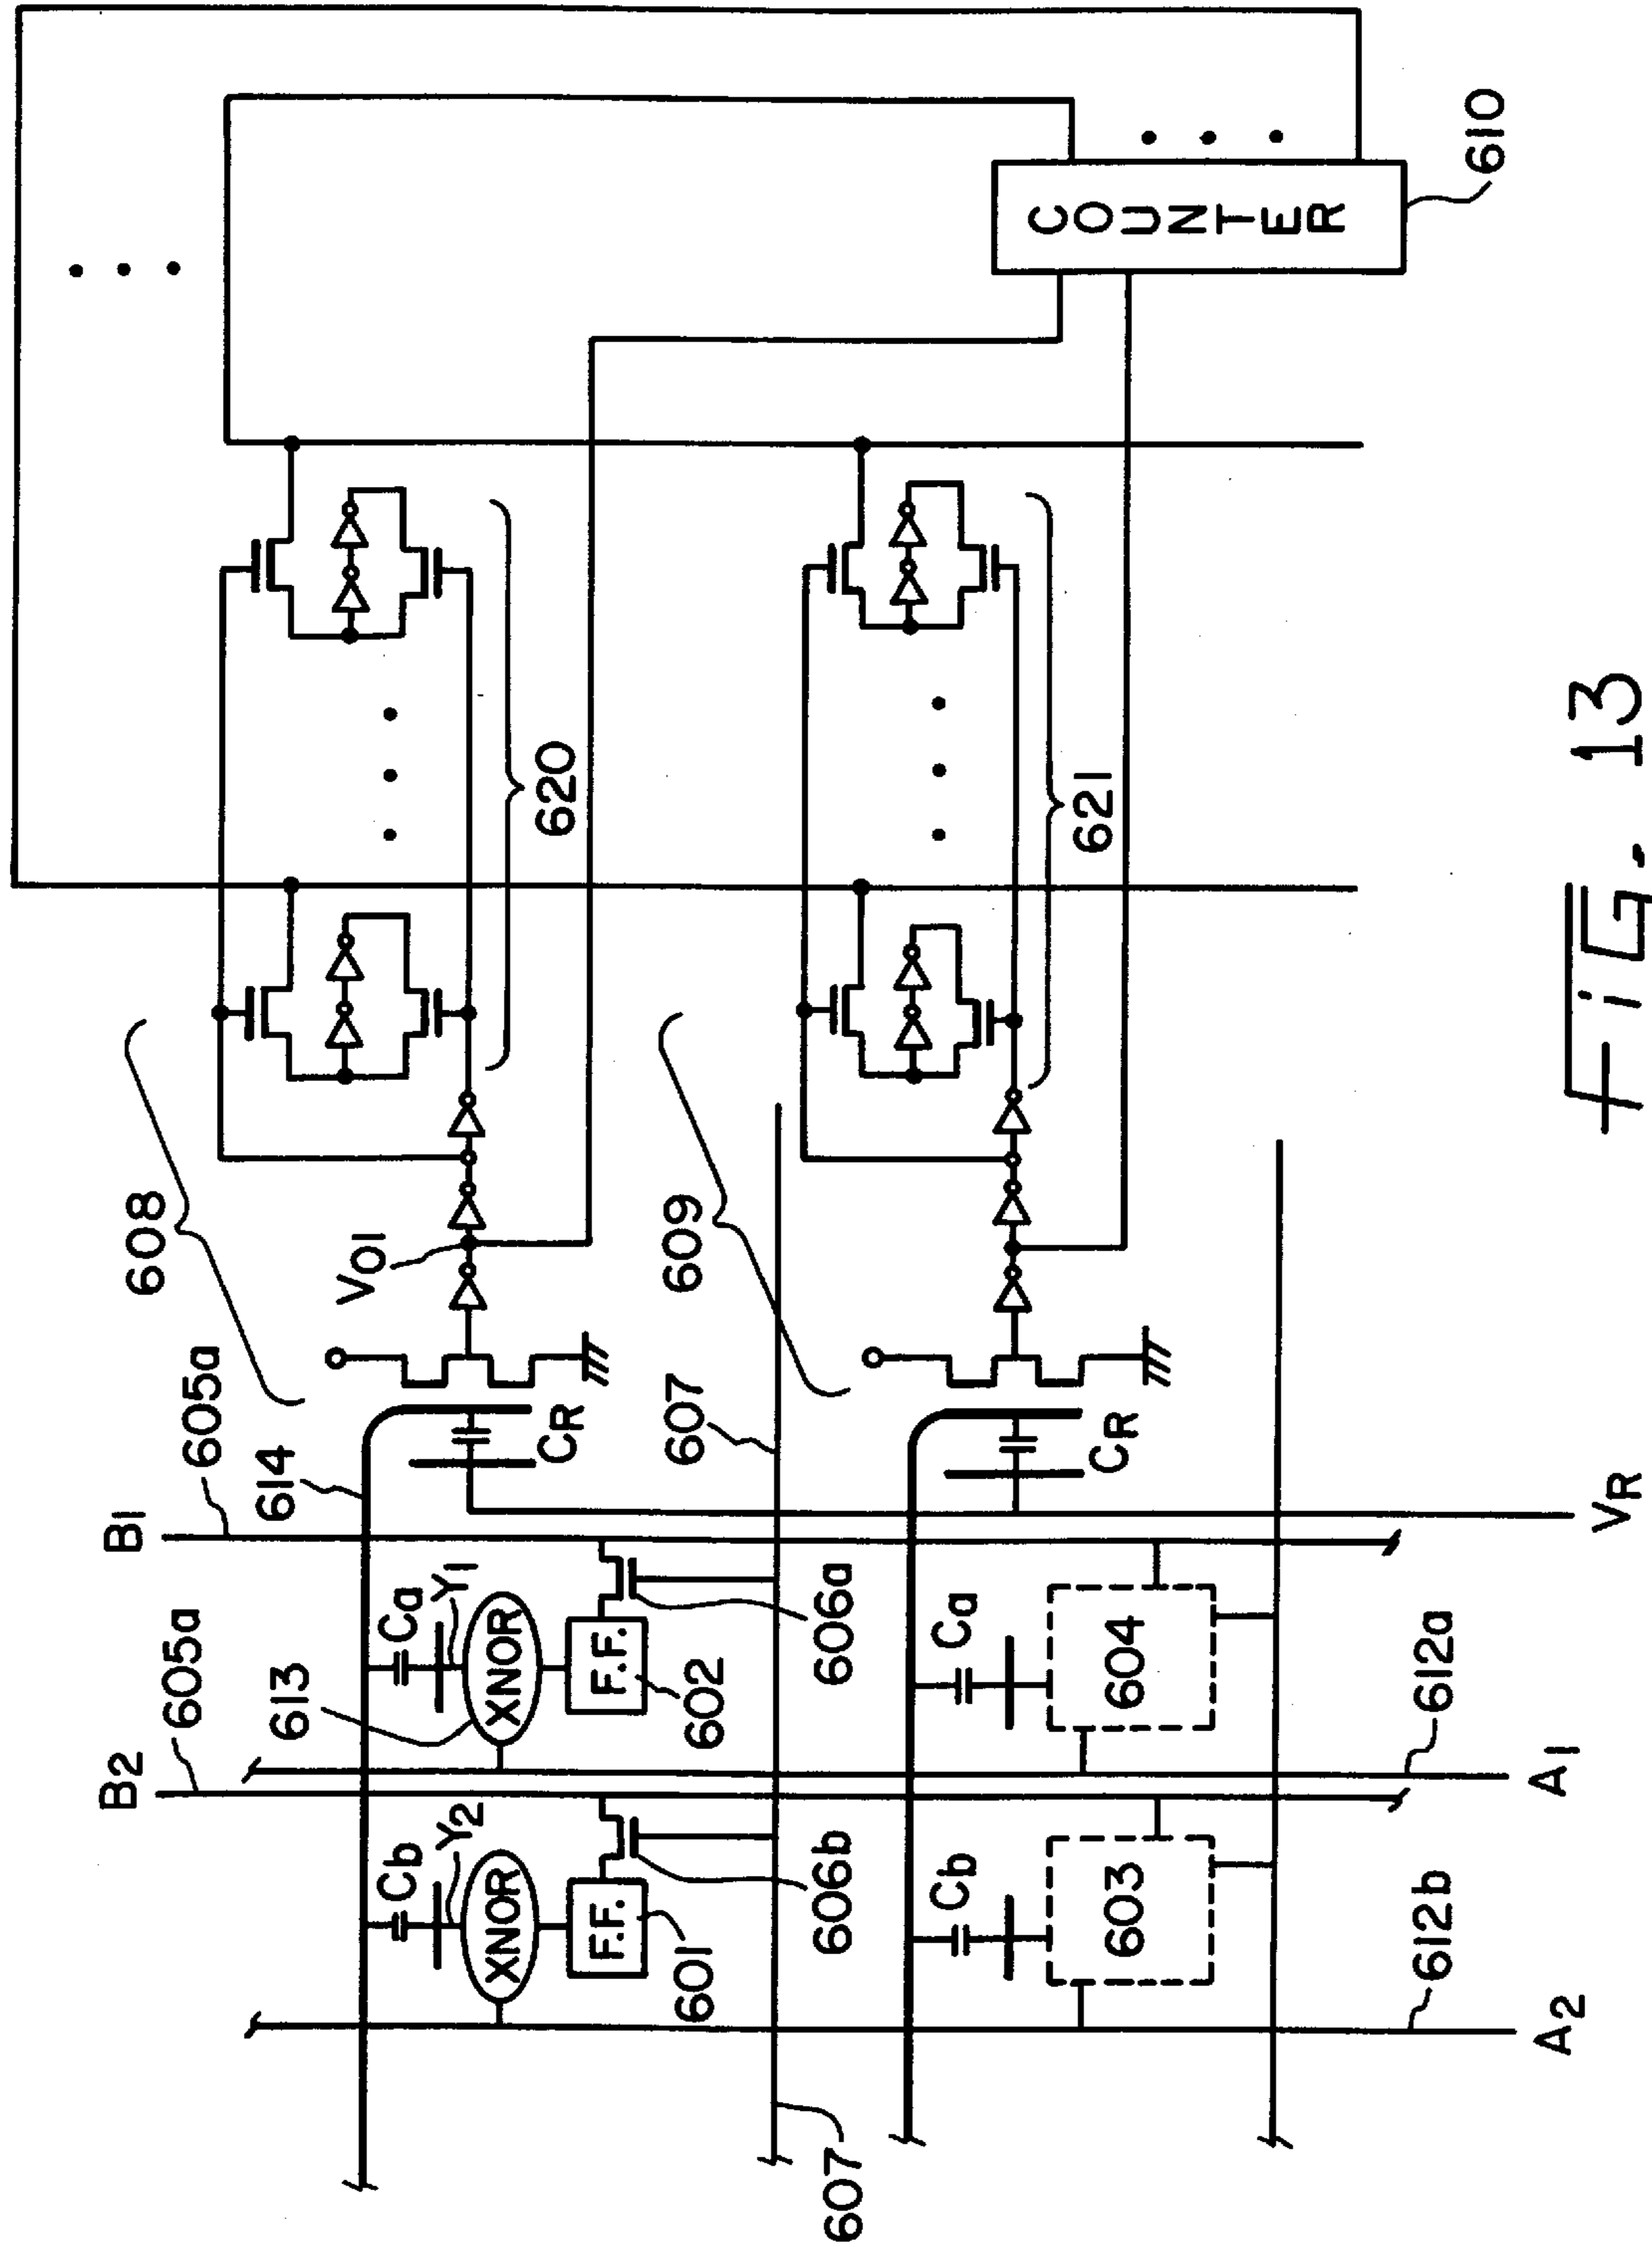 608
609
610
620
621
COUNTER
V01
B1
605a
614
CR
607
CR
VR
B2
605a
613
Ca
Y1
XNOR
F.F.
602
606a
Ca
604
612a
A1
Cb
Y2
XNOR
F.F.
601
606b
Cb
603
612b
A2
607
FiG. 13